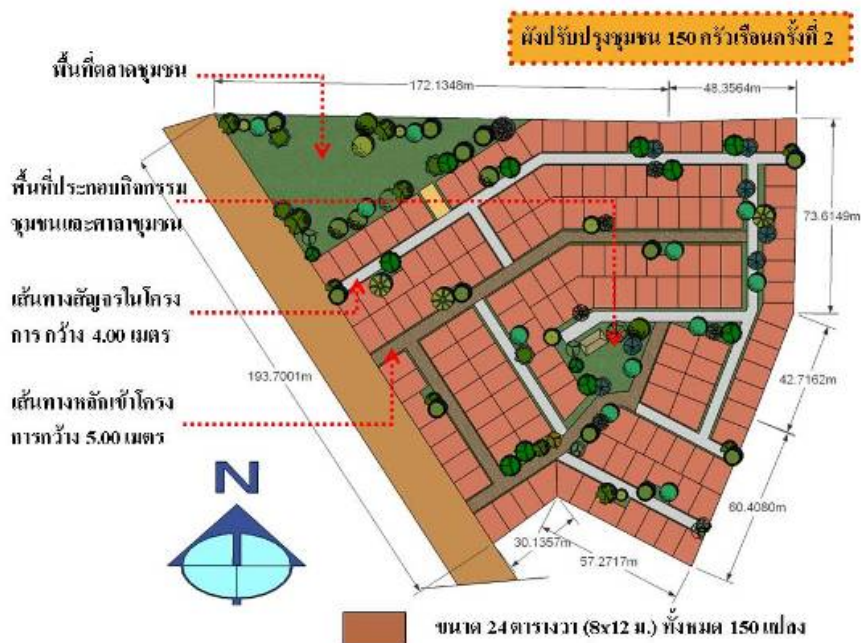 ผังปรับปรุงชุมชน 150 ครัวเรือนครั้งที่ 2
พื้นที่ตลาดชุมชน
172.1348m
48.3564m
พื้นที่ประกอบกิจกรรม
ชุมชนและศาลาชุมชน
73.6149m
เส้นทางสัญจรในโครง
การ กว้าง 4.00 เมตร
193.7001m
42.7162m
เส้นทางหลักเข้าโครง
การกว้าง 5.00 เมตร
N
60.4080m
30.1357m
57.2717m
ขนาด 24 ตารางวา (8x12 ม.) ทั้งหมด 150 แปลง